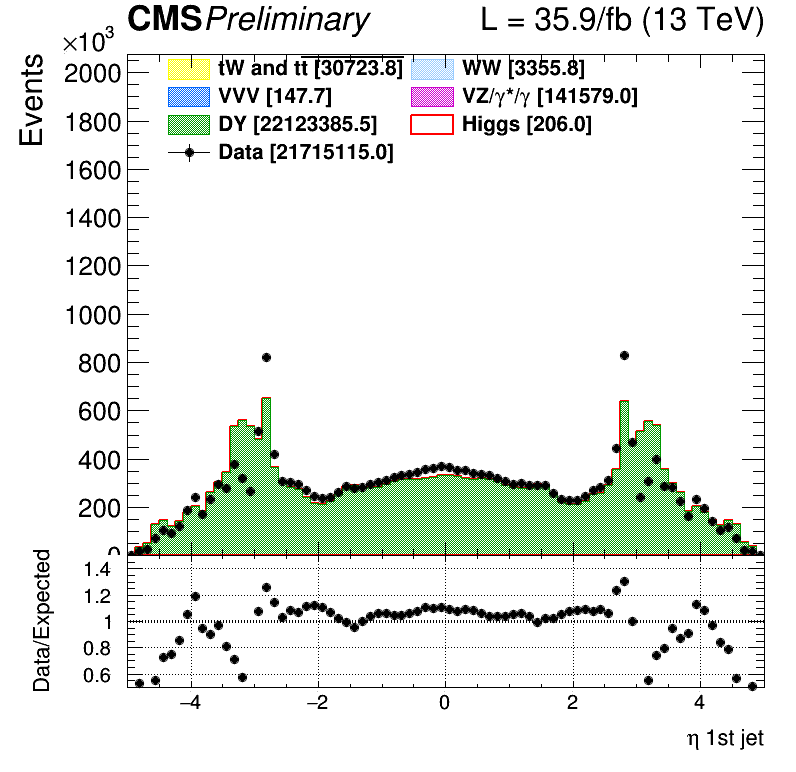 CMS Preliminary L = 35.9/fb (13 TeV)
×10³
Events
tW and tt [30723.8] WW [3355.8]
VVV [147.7] VZ/γ*/γ [141579.0]
DY [22123385.5] Higgs [206.0]
Data [21715115.0]
2000
1800
1600
1400
1200
1000
800
600
400
200
0
Data/Expected
1.4
1.2
1
0.8
0.6
−4 −2 0 2 4
η 1st jet